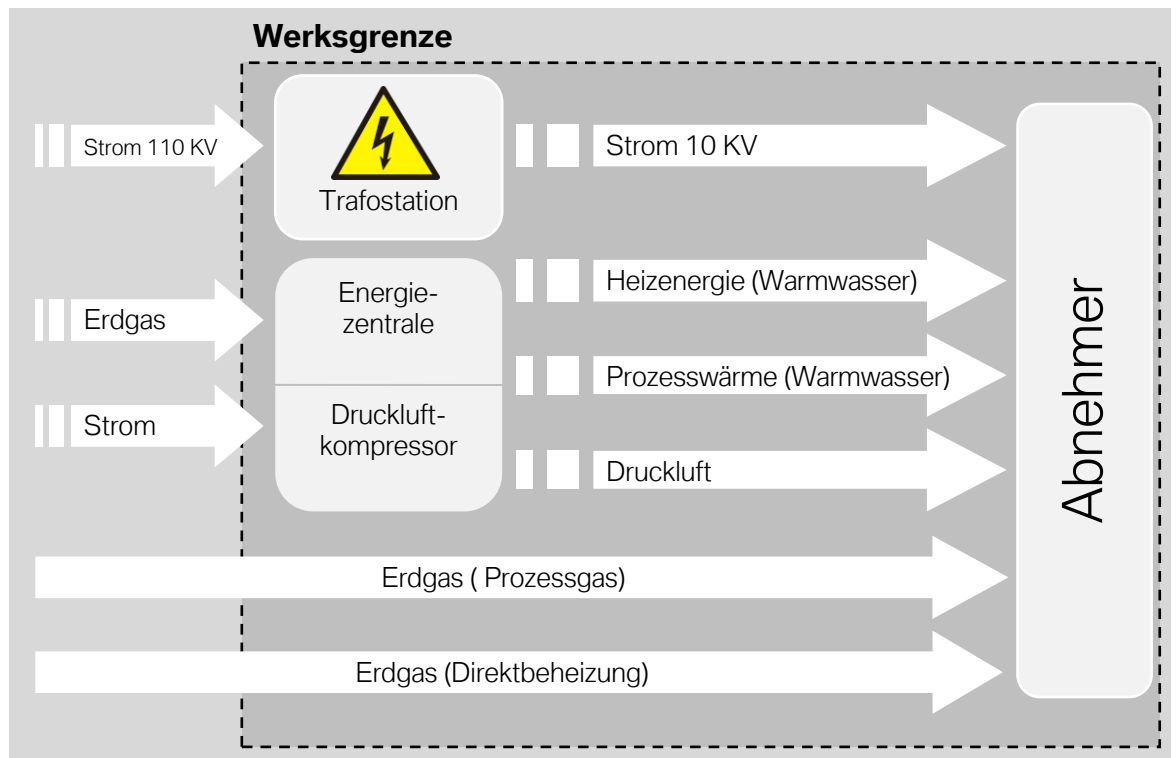 Werksgrenze
Strom 110 KV
Trafostation
Strom 10 KV
Erdgas
Energie-
zentrale
Heizenergie (Warmwasser)
Prozesswärme (Warmwasser)
Strom
Druckluft-
kompressor
Druckluft
Erdgas ( Prozessgas)
Erdgas (Direktbeheizung)
Abnehmer